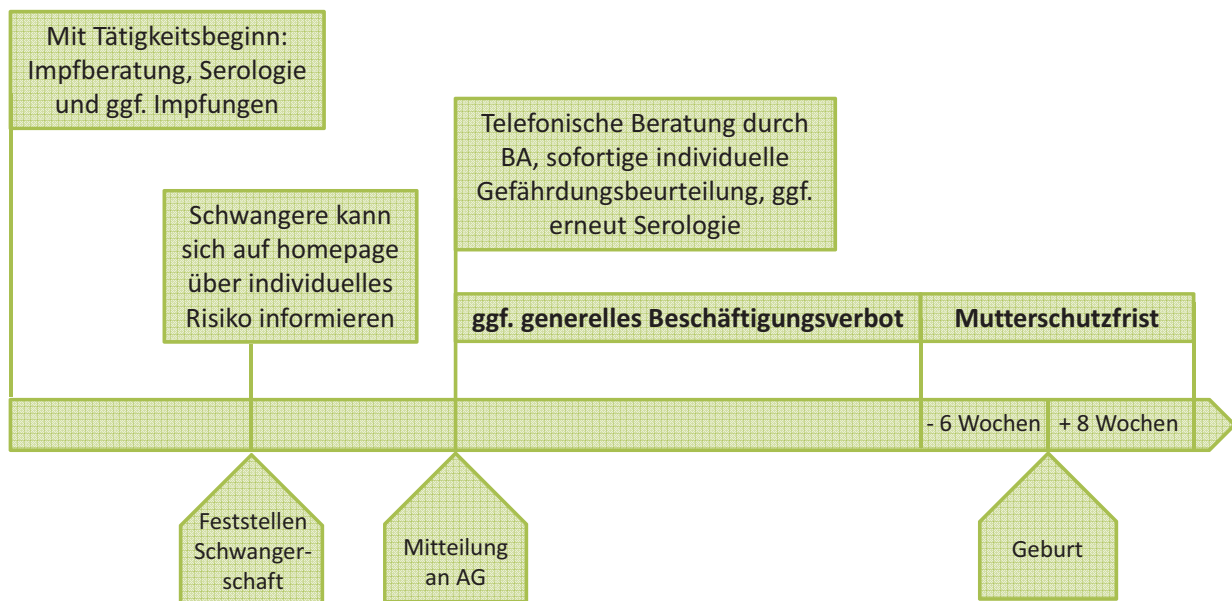 Mit Tätigkeitsbeginn:
Impfberatung, Serologie
und ggf. Impfungen
Telefonische Beratung durch
BA, sofortige individuelle
Gefährdungsbeurteilung, ggf.
erneut Serologie
Schwangere kann
sich auf homepage
über individuelles
Risiko informieren
ggf. generelles Beschäftigungsverbot
Mutterschutzfrist
- 6 Wochen
+ 8 Wochen
Feststellen
Schwanger-
schaft
Mitteilung
an AG
Geburt